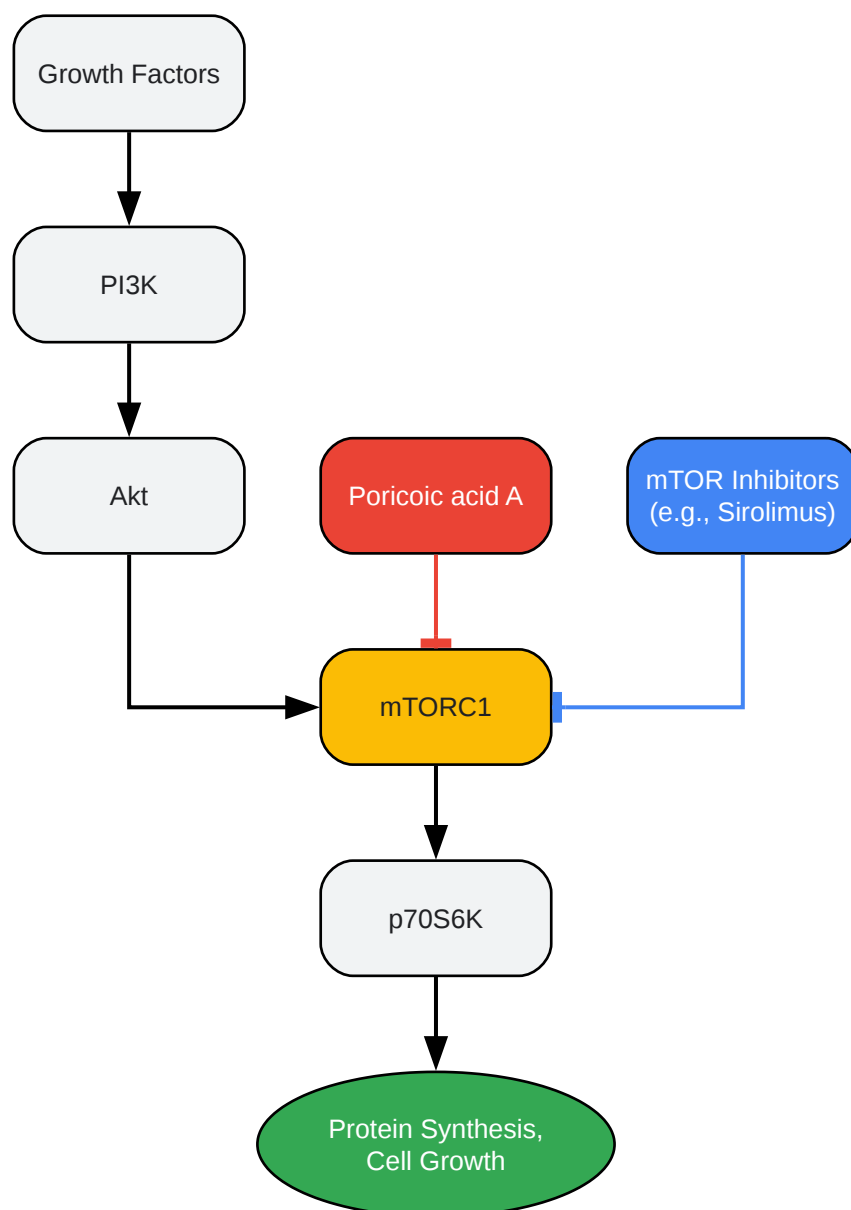 Growth Factors
PI3K
Akt
Poricoic acid A
mTOR Inhibitors
(e.g., Sirolimus)
mTORC1
p70S6K
Protein Synthesis,
Cell Growth